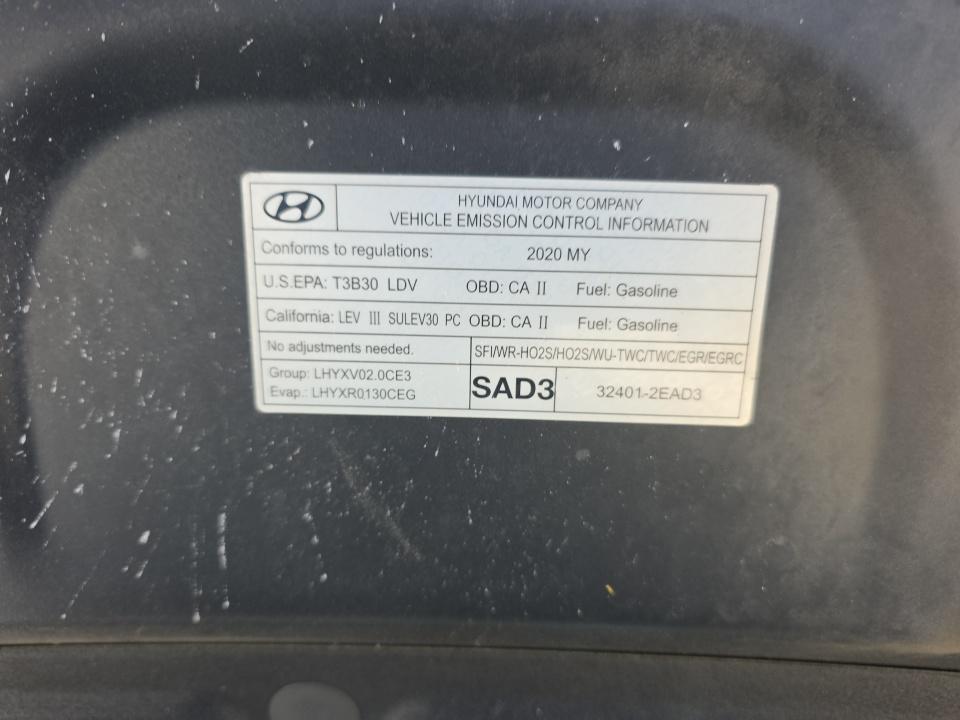 HYUNDAI MOTOR COMPANY
VEHICLE EMISSION CONTROL INFORMATION
Conforms to regulations: 2020 MY
U.S.EPA: T3B30 LDV OBD: CA II Fuel: Gasoline
California: LEV III SULEV30 PC OBD: CA II Fuel: Gasoline
No adjustments needed. SFI/WR-HO2S/HO2S/WU-TWC/TWC/EGR/EGRC
Group: LHYXV02.0CE3
Evap.: LHYXR0130CEG
SAD3 32401-2EAD3